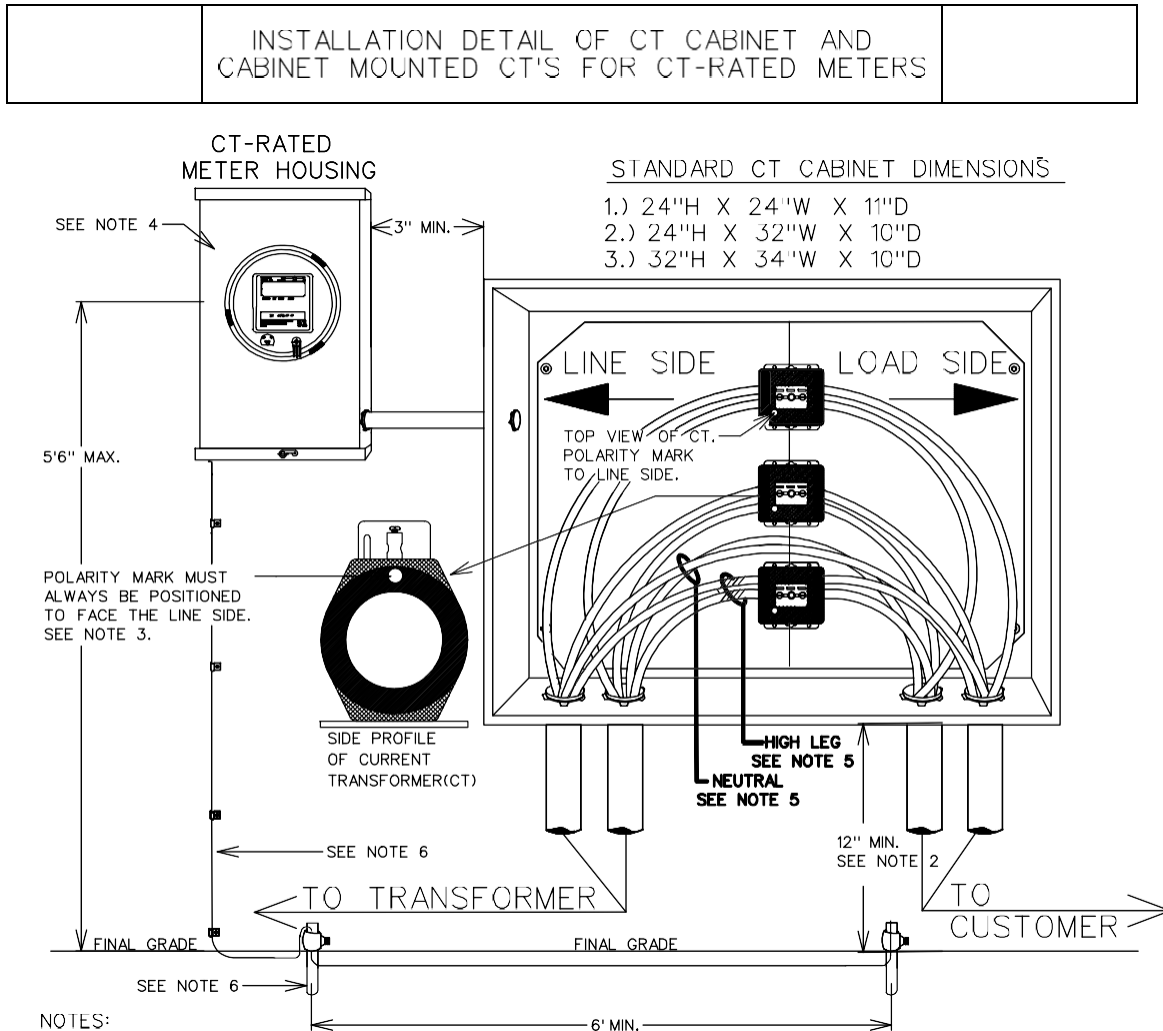 INSTALLATION DETAIL OF CT CABINET AND
CABINET MOUNTED CT'S FOR CT-RATED METERS
CT-RATED
METER HOUSING
STANDARD CT CABINET DIMENSIONS
1.) 24"H X 24"W X 11"D
2.) 24"H X 32"W X 10"D
3.) 32"H X 34"W X 10"D
SEE NOTE 4
3" MIN.
LINE SIDE
LOAD SIDE
TOP VIEW OF CT.
POLARITY MARK
TO LINE SIDE.
5'6" MAX.
POLARITY MARK MUST
ALWAYS BE POSITIONED
TO FACE THE LINE SIDE.
SEE NOTE 3.
SIDE PROFILE
OF CURRENT
TRANSFORMER(CT)
HIGH LEG
SEE NOTE 5
NEUTRAL
SEE NOTE 5
12" MIN.
SEE NOTE 2
SEE NOTE 6
TO TRANSFORMER
TO
CUSTOMER
FINAL GRADE
FINAL GRADE
SEE NOTE 6
6' MIN.
NOTES: